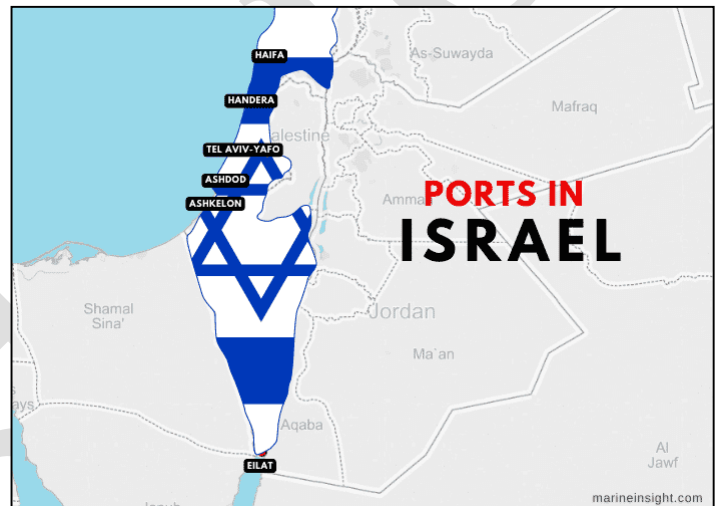 HAIFA
As-Suwayda
HANDERA
Mafraq
alestine
TEL AVIV-YAFO
ASHDOD
Amma
PORTS IN
ASHKELON
ISRAEL
Shamal
Sina'
Jordan
Ma`an
Aqaba
ays
EILAT
Al
Jawf
marineinsight.com